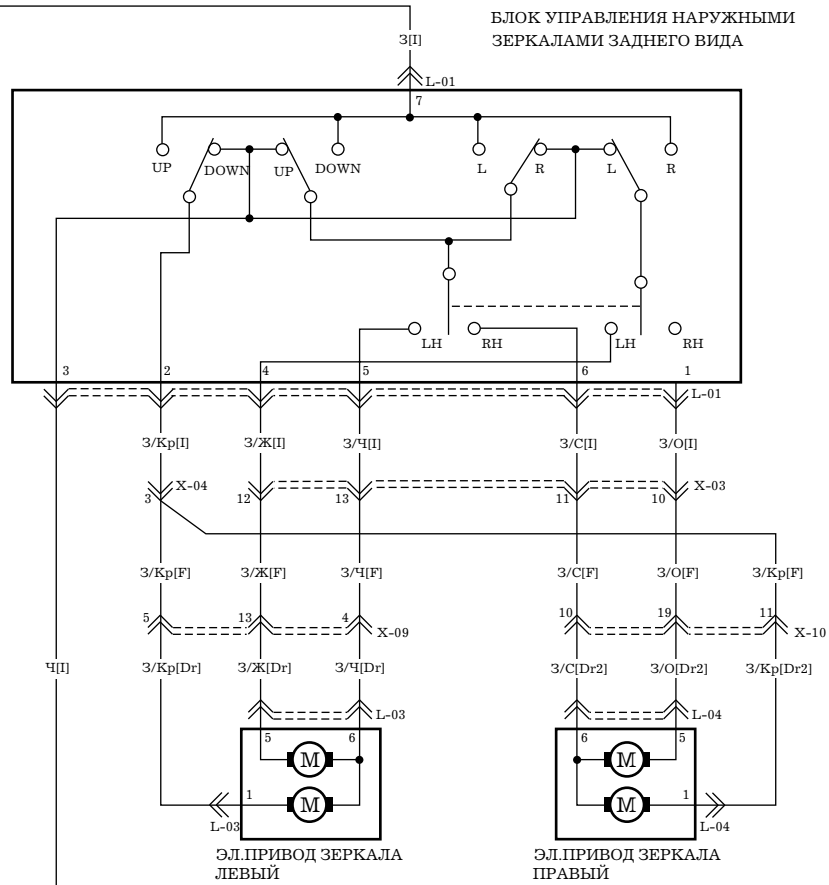 БЛОК УПРАВЛЕНИЯ НАРУЖНЫМИ
ЗЕРКАЛАМИ ЗАДНЕГО ВИДА
З[I]
L-01
7
UP DOWN UP DOWN L R L R
LH RH LH RH
3 2 4 5 6 1
L-01
З/Кр[I] З/Ж[I] З/Ч[I] З/С[I] З/О[I]
X-04 X-03
3 12 13 11 10
З/Кр[F] З/Ж[F] З/Ч[F] З/С[F] З/О[F] З/Кр[F]
5 13 4 10 19 11
X-09 X-10
Ч[I] З/Кр[Dr] З/Ж[Dr] З/Ч[Dr] З/С[Dr2] З/О[Dr2] З/Кр[Dr2]
L-03 L-04
5 6 6 5
M M
1 M M 1
L-03 L-04
ЭЛ.ПРИВОД ЗЕРКАЛА
ЛЕВЫЙ
ЭЛ.ПРИВОД ЗЕРКАЛА
ПРАВЫЙ